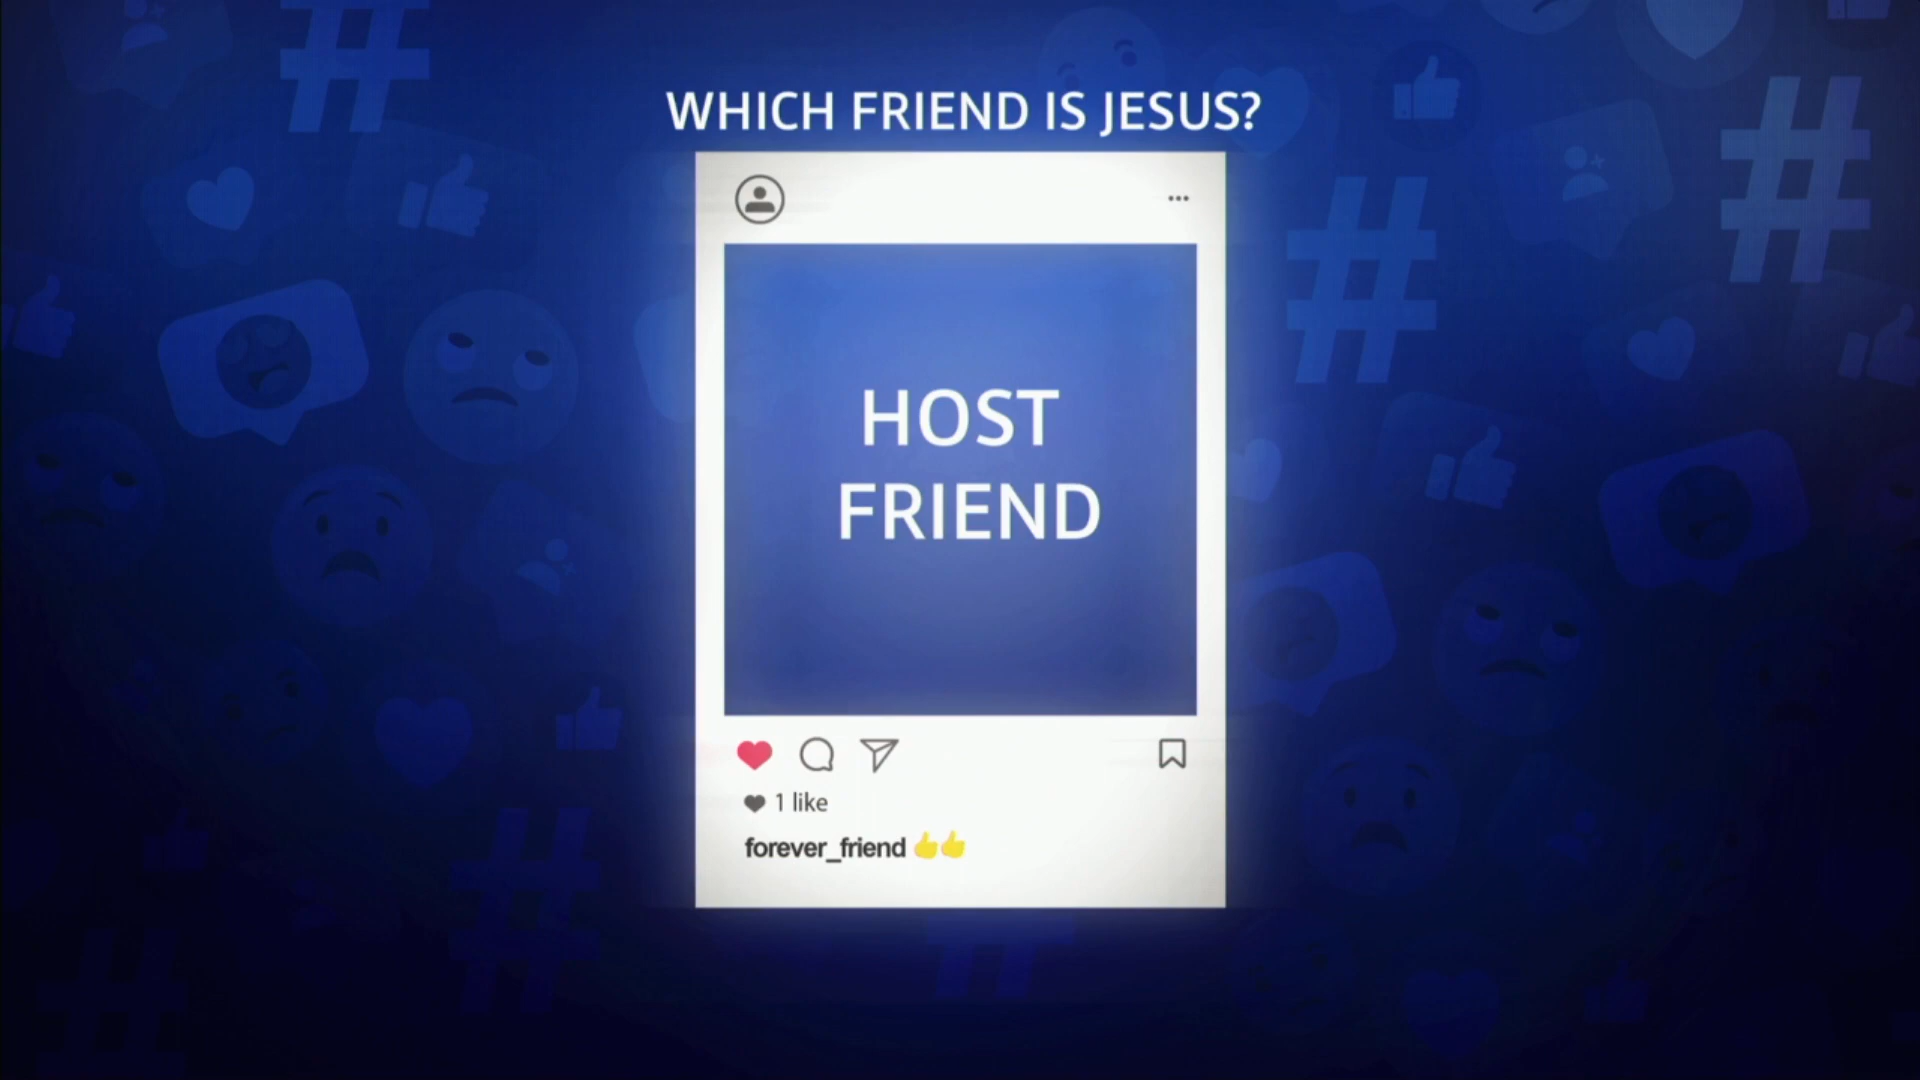 WHICH FRIEND IS JESUS?
HOST
FRIEND
1 like
forever_friend 👍👍